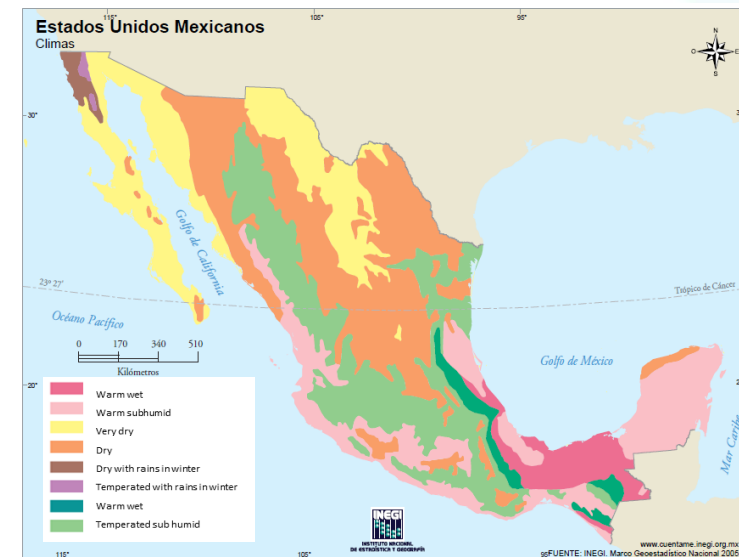 115°
105°
95°
Estados Unidos Mexicanos
Climas
N
O
E
S
30°
Golfo de
California
23° 27'
Trópico de Cáncer
Océano Pacífico
0 170 340 510
Kilómetros
Golfo de México
20°
Mar Caribe
Warm wet
Warm subhumid
Very dry
Dry
Dry with rains in winter
Temperated with rains in winter
Warm wet
Temperated sub humid
INEGI
INSTITUTO NACIONAL
DE ESTADÍSTICA Y GEOGRAFÍA
www.cuentame.inegi.org.mx
115°
105°
FUENTE: INEGI. Marco Geoestadístico Nacional 2005